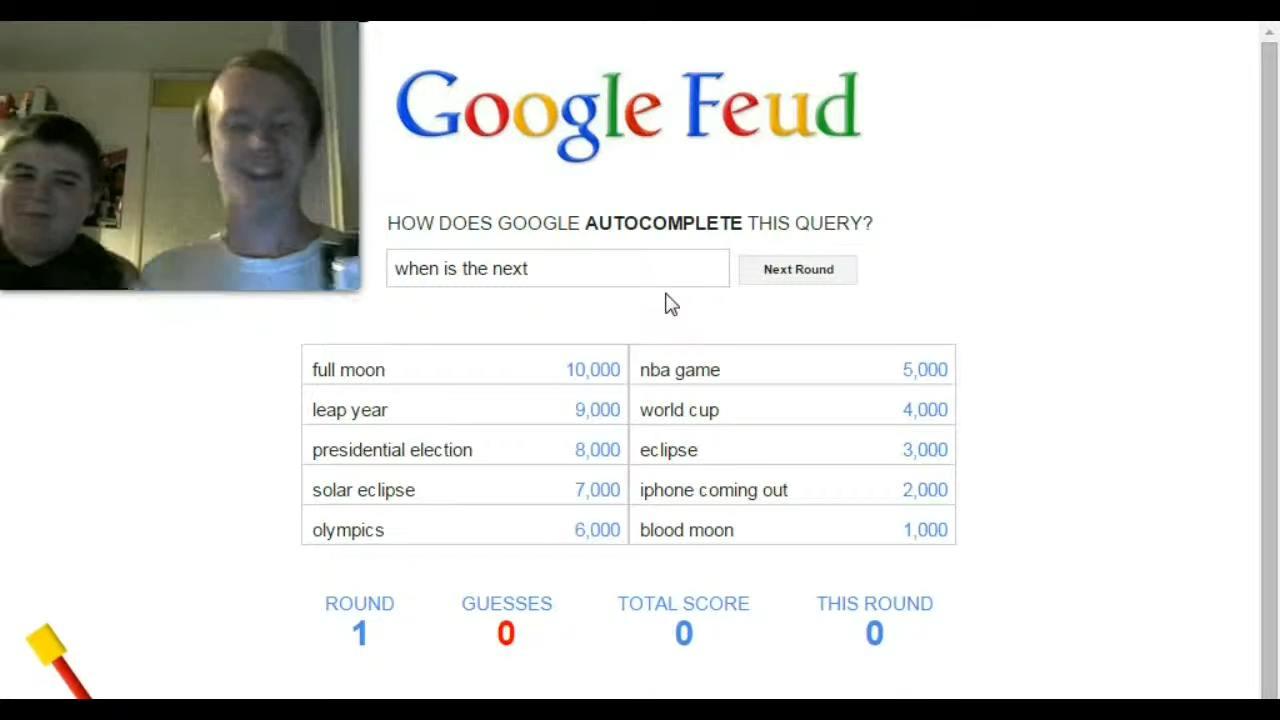 Google Feud
HOW DOES GOOGLE AUTOCOMPLETE THIS QUERY?
when is the next
Next Round
full moon 10,000 nba game 5,000
leap year 9,000 world cup 4,000
presidential election 8,000 eclipse 3,000
solar eclipse 7,000 iphone coming out 2,000
olympics 6,000 blood moon 1,000
ROUND GUESSES TOTAL SCORE THIS ROUND
1 0 0 0